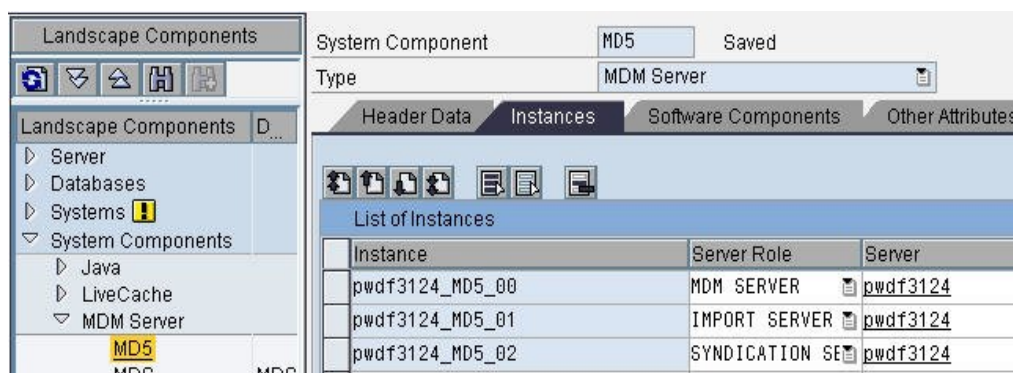 Landscape Components
System Component MD5 Saved
Type MDM Server
Header Data Instances Software Components Other Attributes
Landscape Components D...
Server
Databases
Systems
System Components
Java
LiveCache
MDM Server
MD5
List of Instances
Instance Server Role Server
pwdf3124_MD5_00 MDM SERVER pwdf3124
pwdf3124_MD5_01 IMPORT SERVER pwdf3124
pwdf3124_MD5_02 SYNDICATION SE pwdf3124